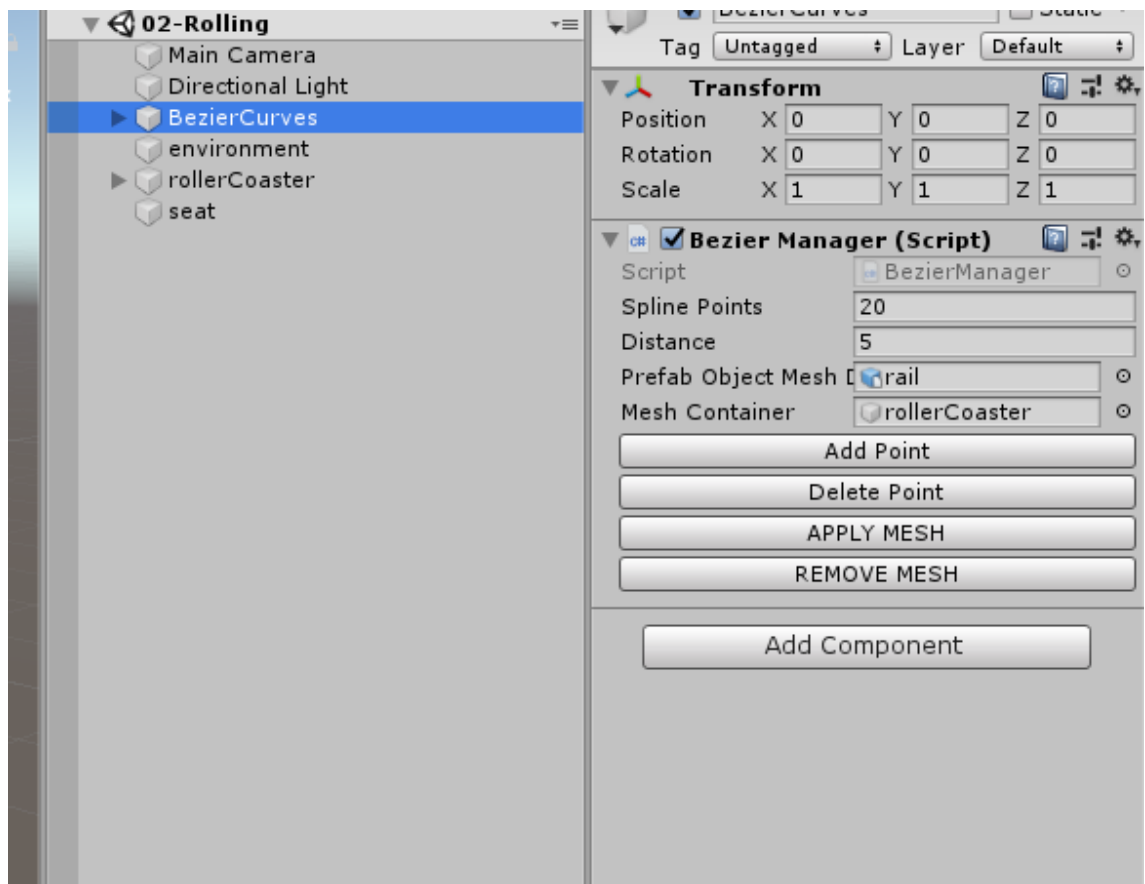 02-Rolling
Main Camera
Directional Light
BezierCurves
environment
rollerCoaster
seat
BezierCurves Static
Tag Untagged Layer Default
Transform
Position X 0 Y 0 Z 0
Rotation X 0 Y 0 Z 0
Scale X 1 Y 1 Z 1
c# Bezier Manager (Script)
Script BezierManager
Spline Points 20
Distance 5
Prefab Object Mesh rail
Mesh Container rollerCoaster
Add Point
Delete Point
APPLY MESH
REMOVE MESH
Add Component